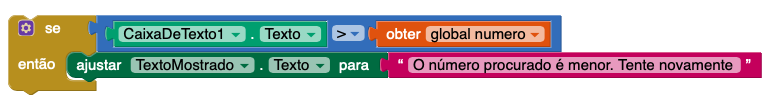 se CaixaDeTexto1 . Texto > obter global numero
então ajustar TextoMostrado . Texto para " O número procurado é menor. Tente novamente "